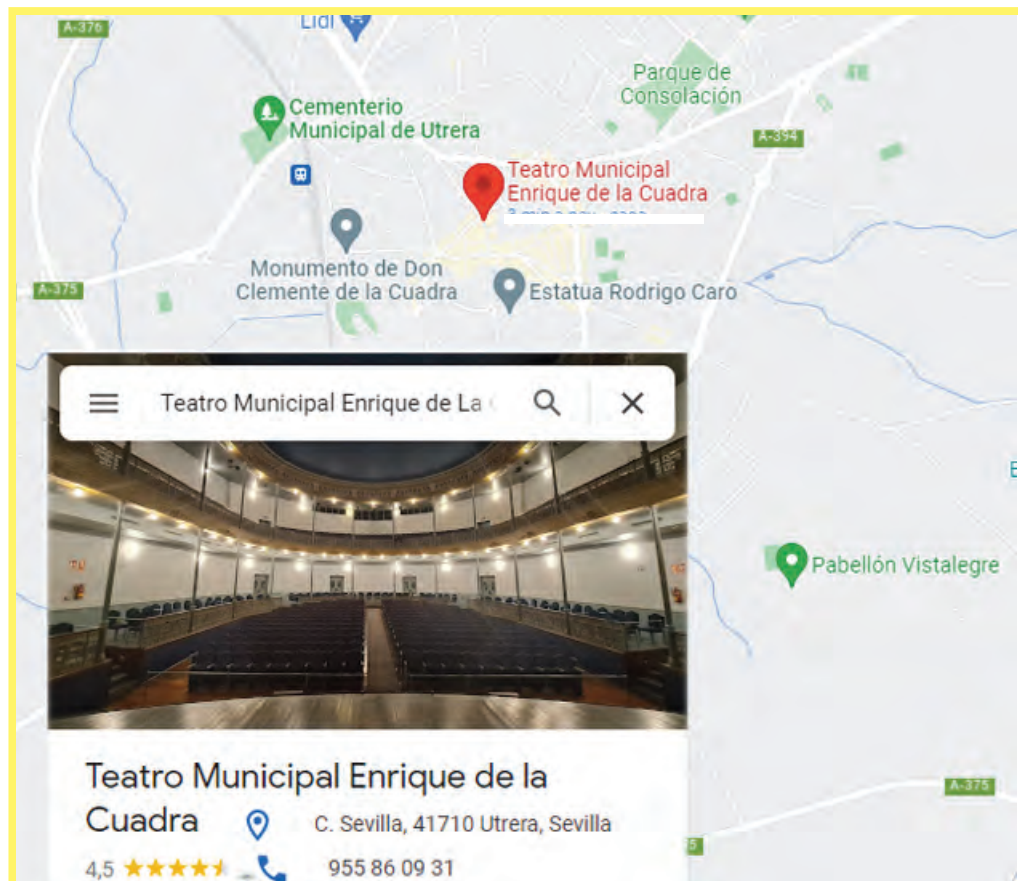 A-376
Lidl
Parque de
Consolación
Cementerio
Municipal de Utrera
A-394
Teatro Municipal
Enrique de la Cuadra
Monumento de Don
Clemente de la Cuadra
A-375
Estatua Rodrigo Caro
Teatro Municipal Enrique de La
Pabellón Vistalegre
Teatro Municipal Enrique de la
Cuadra
C. Sevilla, 41710 Utrera, Sevilla
A-375
4,5
955 86 09 31